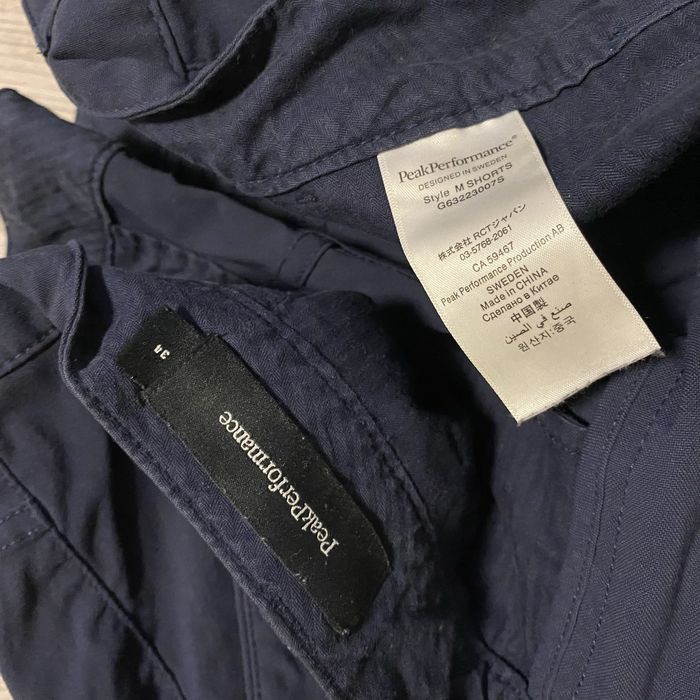 PeakPerformance®
DESIGNED IN SWEDEN
Style M SHORTS
G63223007S
株式会社 RCTジャパン
03-5768-2061
CA 59467
Peak Performance Production AB
SWEDEN
Made in CHINA
Сделано в Китае
中国製
صنع في الصين
원산지:중국
34
PeakPerformance